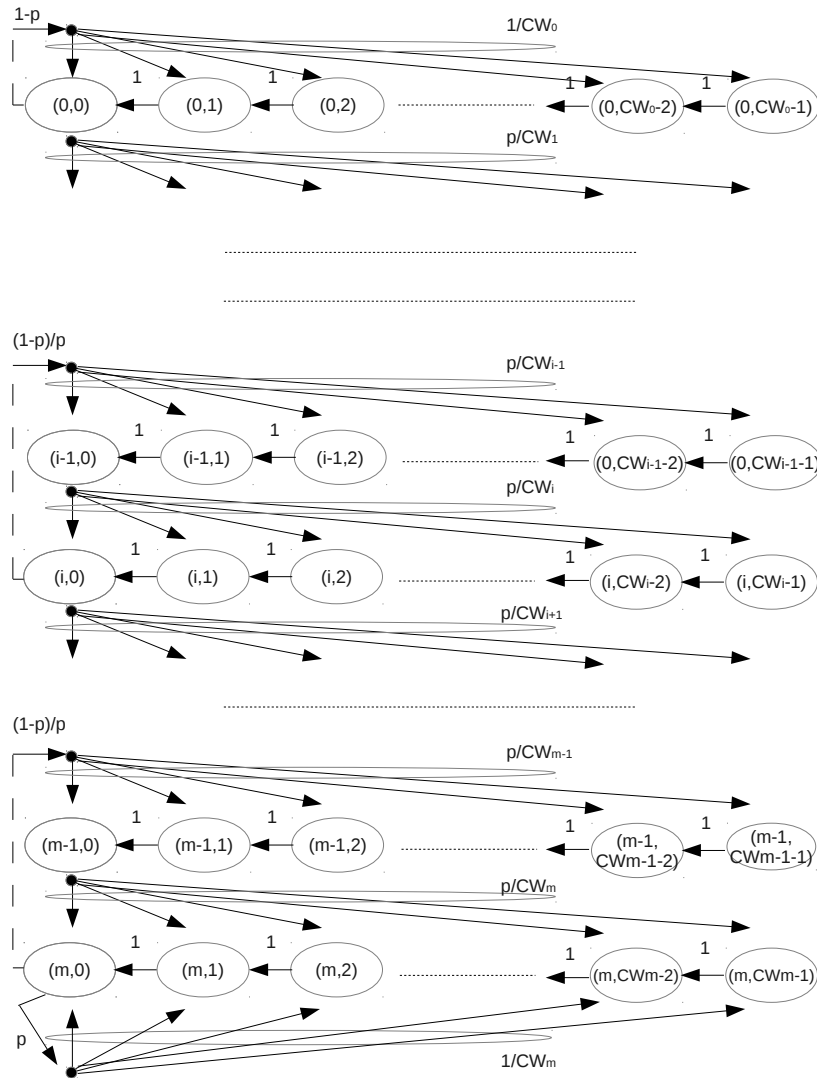 1-p
1/CW₀
1 1 1 1
(0,0) (0,1) (0,2) (0,CW₀-2) (0,CW₀-1)
p/CW₁
(1-p)/p
p/CWᵢ₋₁
1 1 1 1
(i-1,0) (i-1,1) (i-1,2) (0,CWᵢ₋₁-2) (0,CWᵢ₋₁-1)
p/CWᵢ
1 1 1 1
(i,0) (i,1) (i,2) (i,CWᵢ-2) (i,CWᵢ-1)
p/CWᵢ₊₁
(1-p)/p
p/CWₘ₋₁
1 1 1 1
(m-1,0) (m-1,1) (m-1,2) (m-1, (m-1,
CWm-1-2) CWm-1-1)
p/CWₘ
1 1 1 1
(m,0) (m,1) (m,2) (m,CWm-2) (m,CWm-1)
p
1/CWₘ